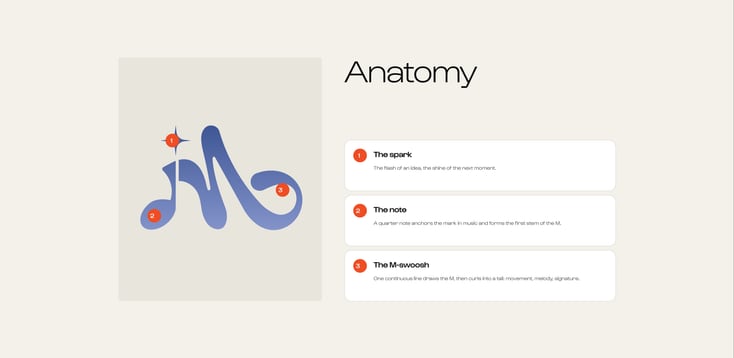 Anatomy
1
1
The spark
The flash of an idea, the shine of the next moment.
3
2
2
The note
A quarter note anchors the mark in music and forms the first stem of the M.
3
The M-swoosh
One continuous line draws the M, then curls into a tail: movement, melody, signature.